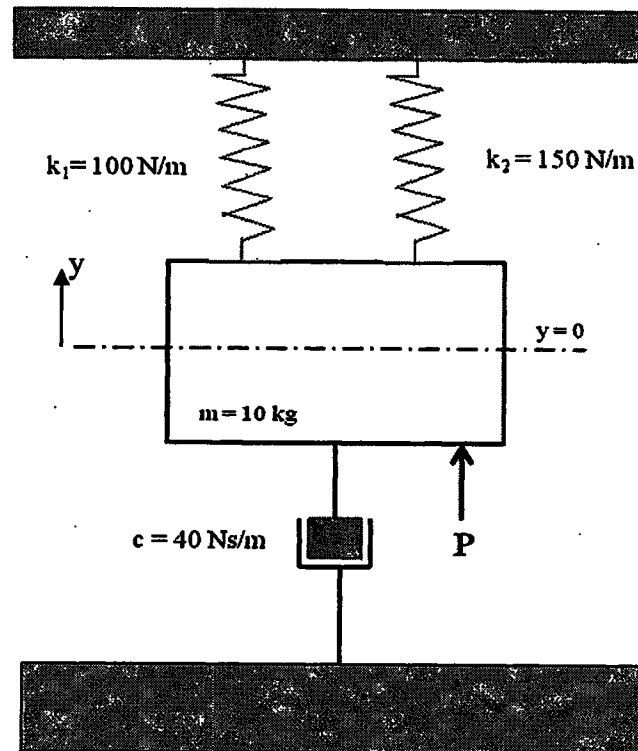 k₁= 100 N/m
k₂ = 150 N/m
y
y = 0
m = 10 kg
c = 40 Ns/m
P